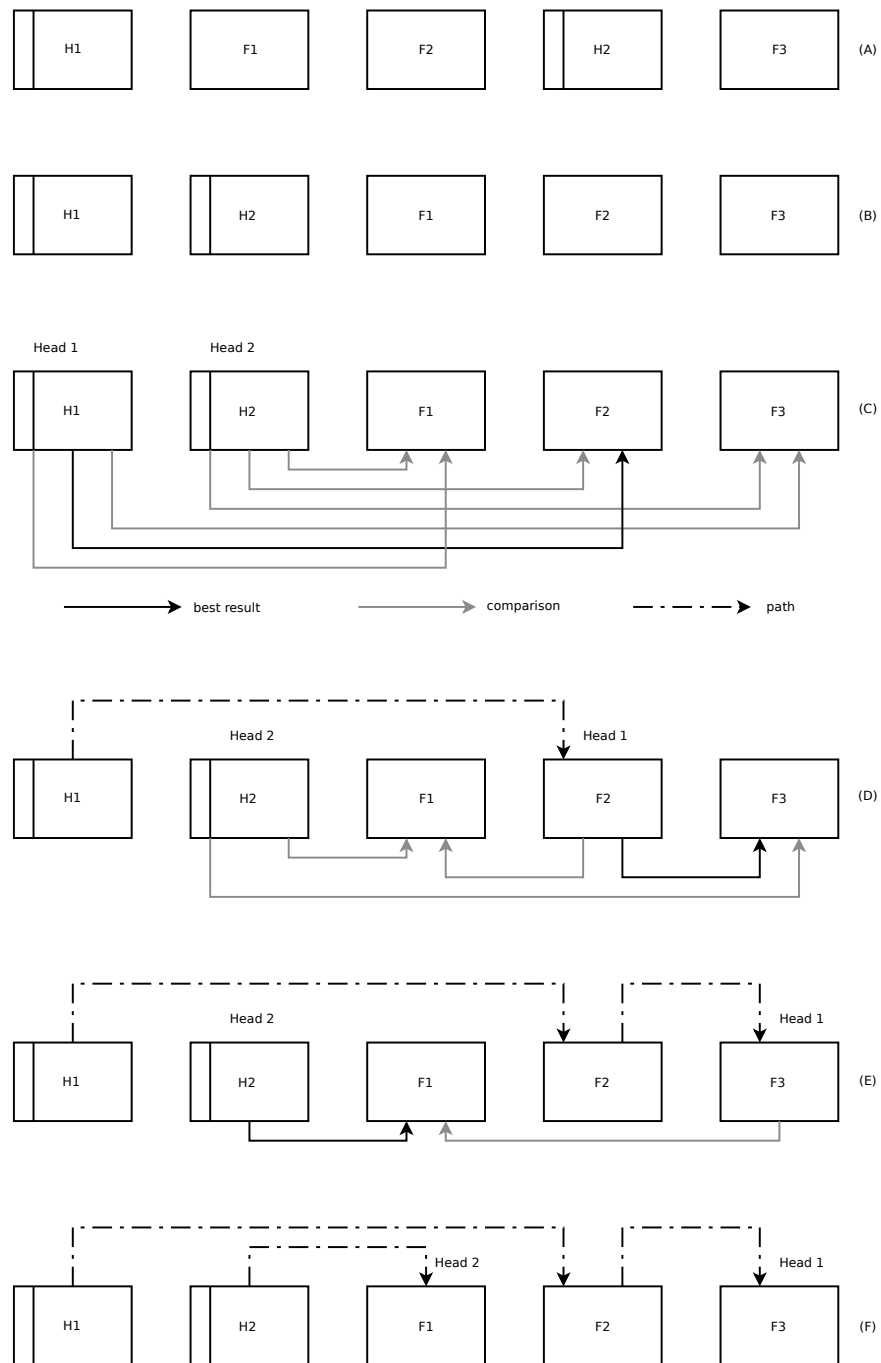 H1 F1 F2 H2 F3 (A)
H1 H2 F1 F2 F3 (B)
Head 1 Head 2
H1 H2 F1 F2 F3 (C)
best result comparison path
Head 2 Head 1
H1 H2 F1 F2 F3 (D)
Head 2 Head 1
H1 H2 F1 F2 F3 (E)
Head 2 Head 1
H1 H2 F1 F2 F3 (F)